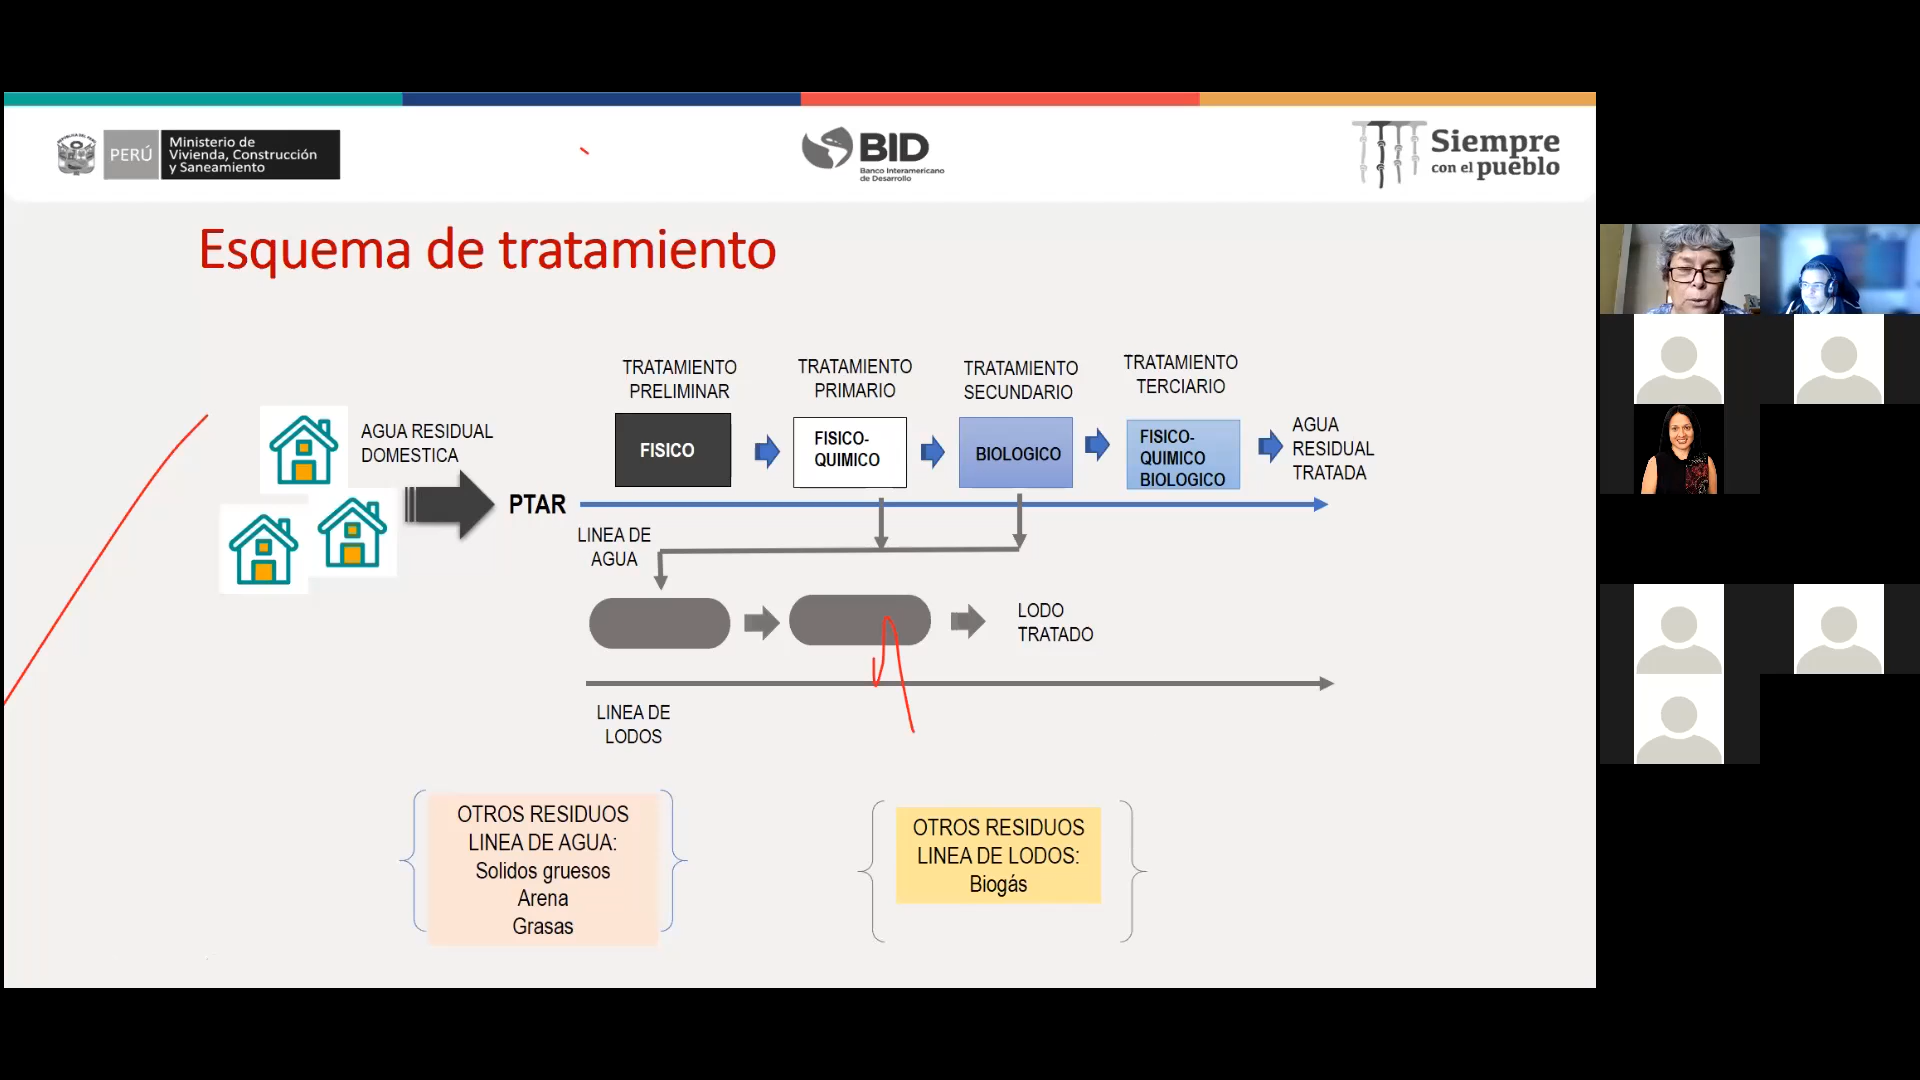 PERÚ
Ministerio de
Vivienda, Construcción
y Saneamiento
BID
Banco Interamericano
de Desarrollo
Siempre
con el pueblo
Esquema de tratamiento
TRATAMIENTO
PRELIMINAR
TRATAMIENTO
PRIMARIO
TRATAMIENTO
SECUNDARIO
TRATAMIENTO
TERCIARIO
AGUA RESIDUAL
DOMESTICA
FISICO
FISICO-
QUIMICO
BIOLOGICO
FISICO-
QUIMICO
BIOLOGICO
AGUA
RESIDUAL
TRATADA
PTAR
LINEA DE
AGUA
LODO
TRATADO
LINEA DE
LODOS
OTROS RESIDUOS
LINEA DE AGUA:
Solidos gruesos
Arena
Grasas
OTROS RESIDUOS
LINEA DE LODOS:
Biogás